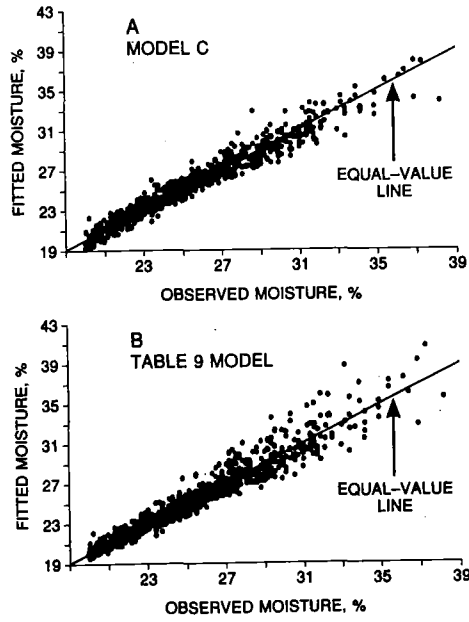 A
MODEL C
43
39
35
31
27
23
19
FITTED MOISTURE, %
EQUAL–VALUE
LINE
23 27 31 35 39
OBSERVED MOISTURE, %
B
TABLE 9 MODEL
43
39
35
31
27
23
19
FITTED MOISTURE, %
EQUAL–VALUE
LINE
23 27 31 35 39
OBSERVED MOISTURE, %